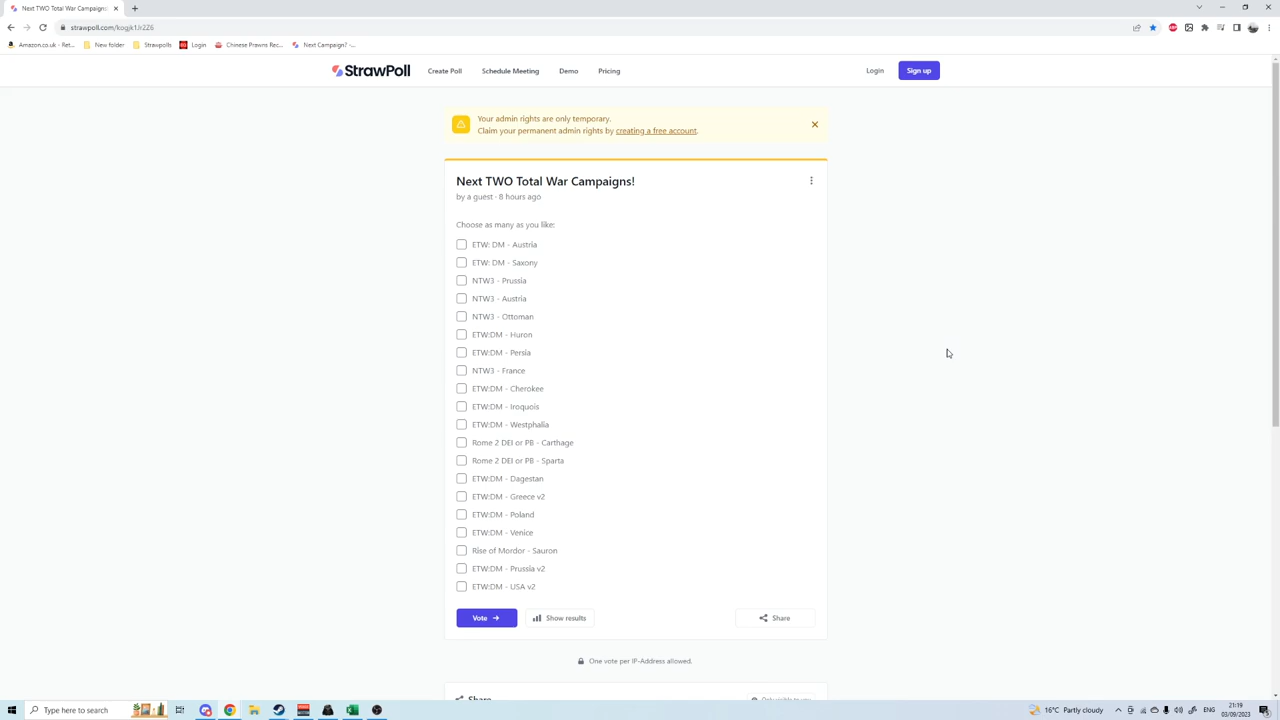 Next TWO Total War Campaigns
strawpoll.com/kogjk1Jr2Z6
Amazon.co.uk - Ret...
New folder
Strawpolls
Login
Chinese Prawns Rec...
Next Campaign? -...
StrawPoll
Create Poll
Schedule Meeting
Demo
Pricing
Login
Sign up
Your admin rights are only temporary.
Claim your permanent admin rights by creating a free account.
Next TWO Total War Campaigns!
by a guest · 8 hours ago
Choose as many as you like:
ETW: DM - Austria
ETW: DM - Saxony
NTW3 - Prussia
NTW3 - Austria
NTW3 - Ottoman
ETW:DM - Huron
ETW:DM - Persia
NTW3 - France
ETW:DM - Cherokee
ETW:DM - Iroquois
ETW:DM - Westphalia
Rome 2 DEI or PB - Carthage
Rome 2 DEI or PB - Sparta
ETW:DM - Dagestan
ETW:DM - Greece v2
ETW:DM - Poland
ETW:DM - Venice
Rise of Mordor - Sauron
ETW:DM - Prussia v2
ETW:DM - USA v2
Vote
Show results
Share
One vote per IP-Address allowed.
Share
Only visible to you
Type here to search
16°C Partly cloudy
ENG
21:19
03/09/2023